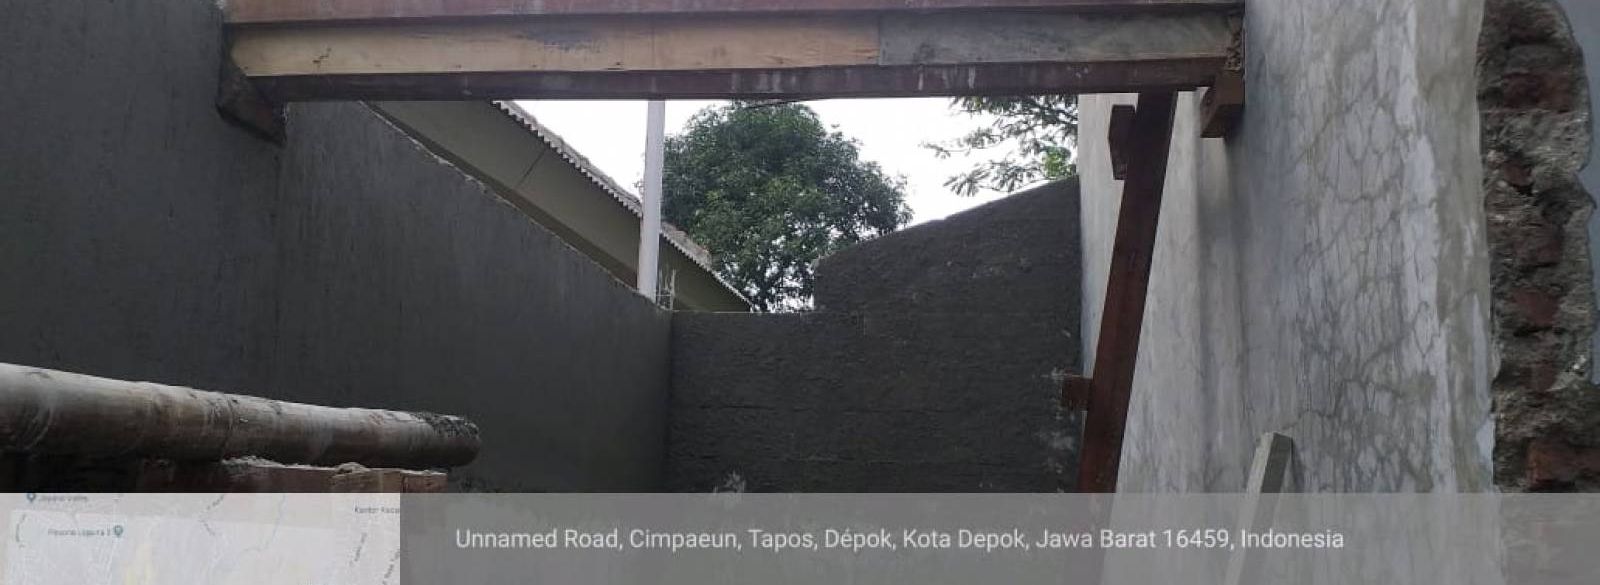 Unnamed Road, Cimpaeun, Tapos, Dépok, Kota Depok, Jawa Barat 16459, Indonesia